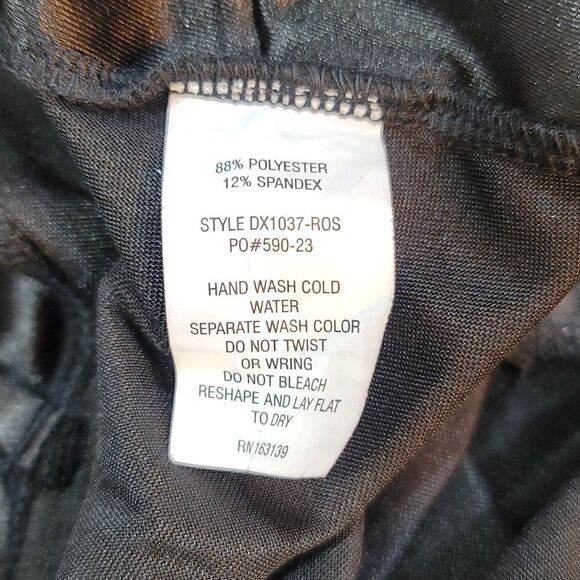 88% POLYESTER
12% SPANDEX
STYLE DX1037-ROS
PO#590-23
HAND WASH COLD
WATER
SEPARATE WASH COLOR
DO NOT TWIST
OR WRING
DO NOT BLEACH
RESHAPE AND LAY FLAT
TO DRY
RN163139